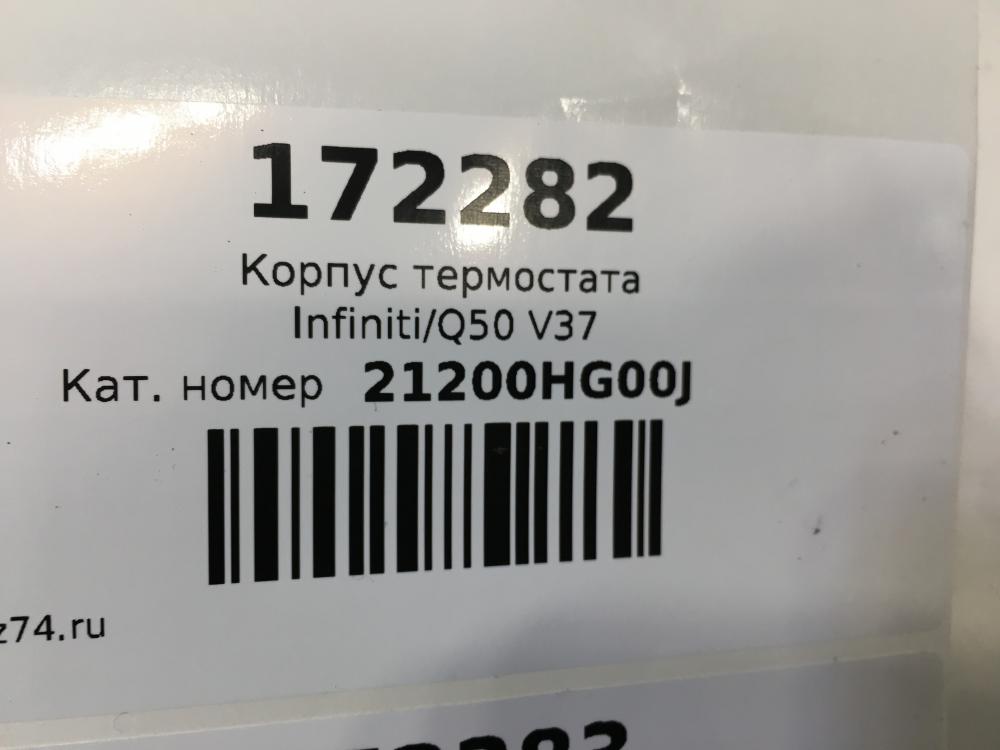 172282
Корпус термостата
Infiniti/Q50 V37
Кат. номер 21200HG00J
z74.ru